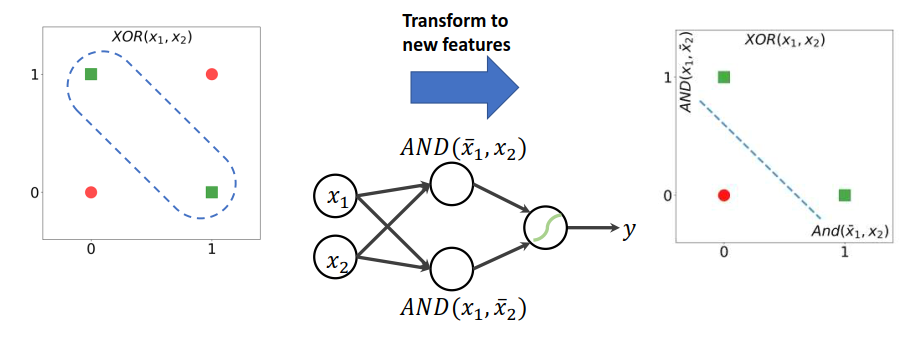 XOR(x₁, x₂)
1
0
0
1
Transform to
new features
AND(x̄₁, x₂)
x₁
x₂
y
AND(x₁, x̄₂)
XOR(x₁, x₂)
AND(x₁, x̄₂)
1
0
And(x̄₁, x₂)
0
1